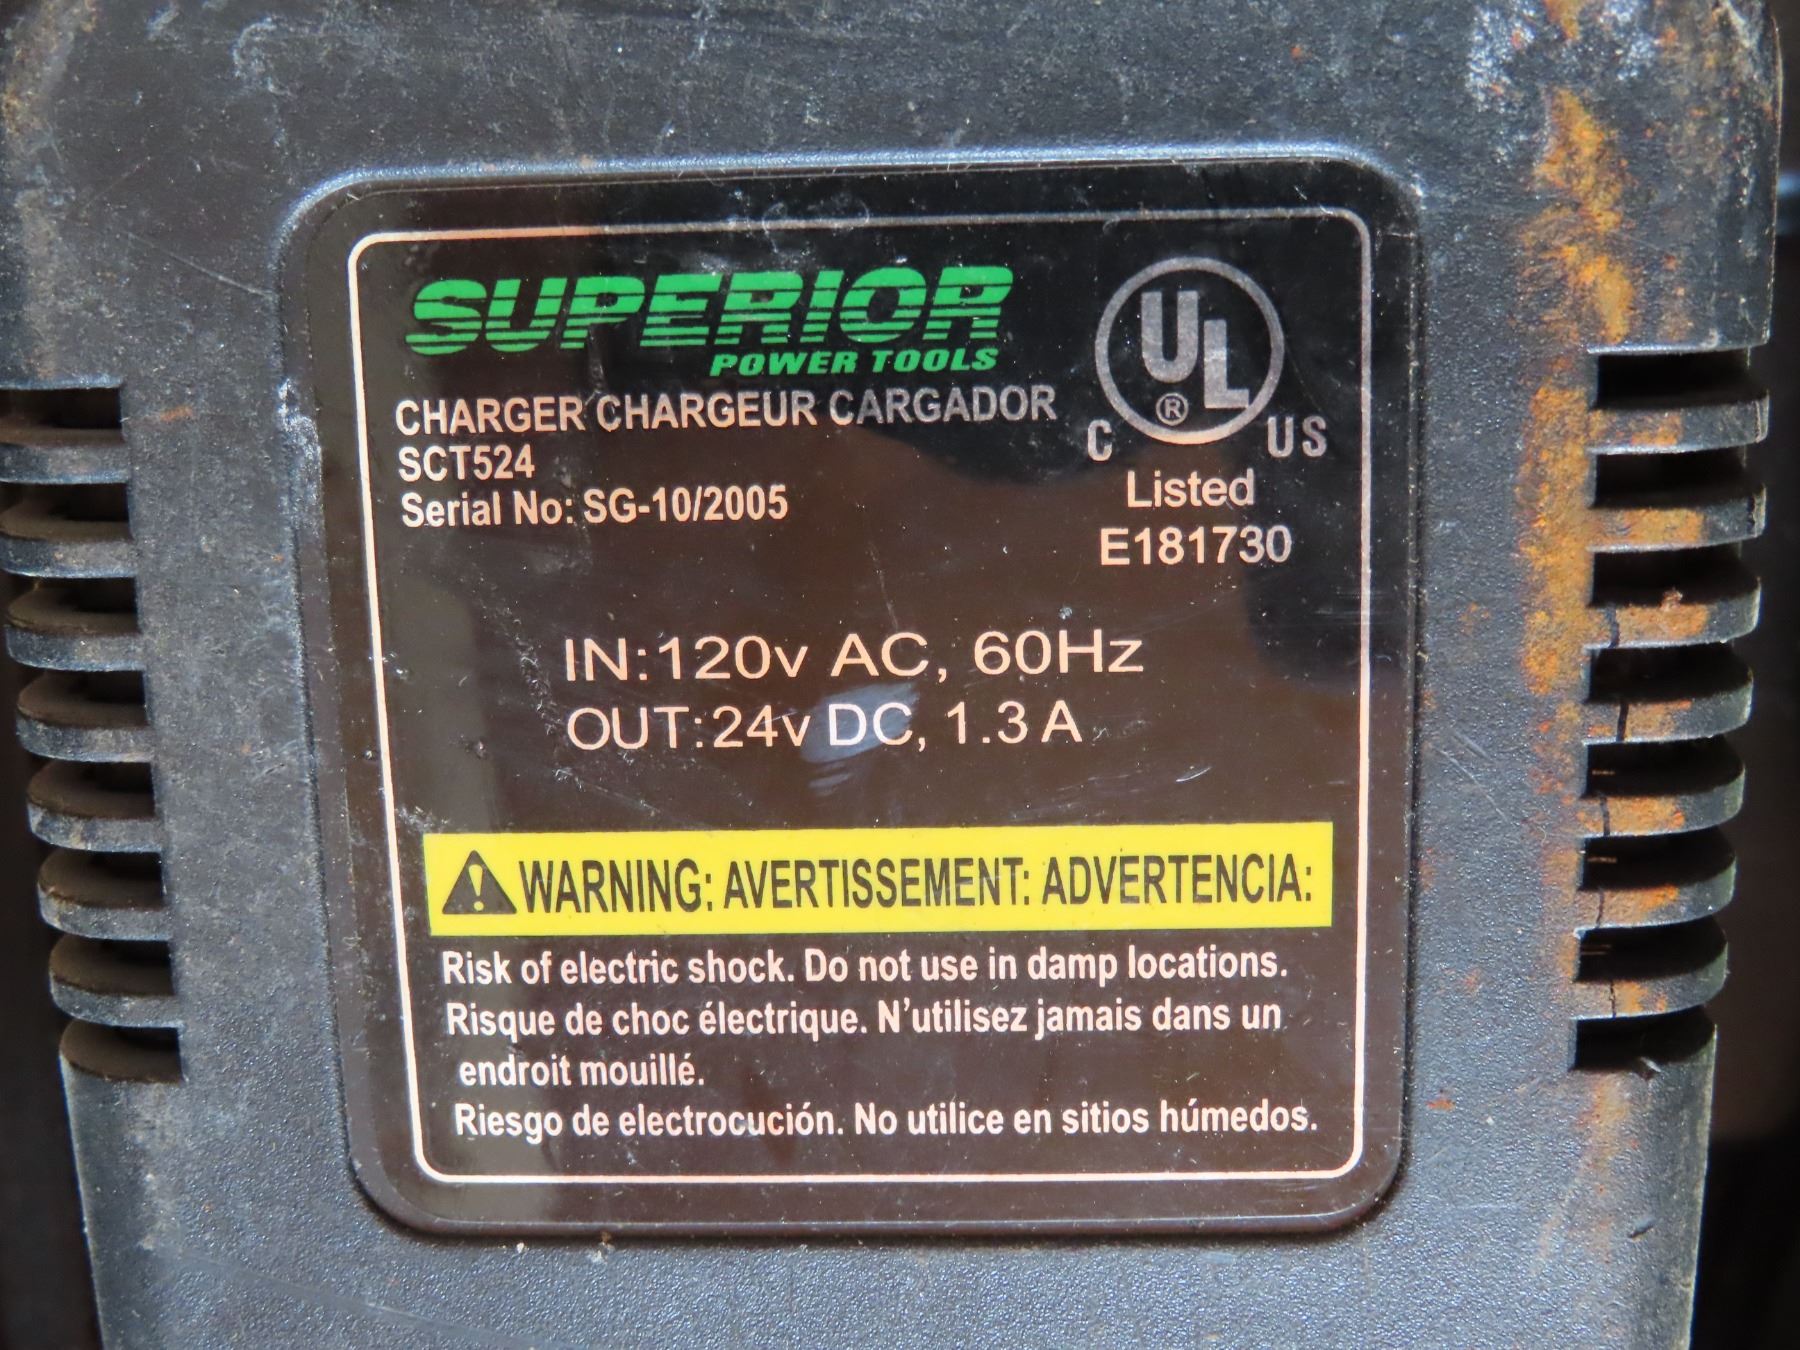 SUPERIOR
POWER TOOLS
CHARGER CHARGEUR CARGADOR
SCT524
Serial No: SG-10/2005
UL
®
C US
Listed
E181730
IN:120v AC, 60Hz
OUT:24v DC, 1.3 A
WARNING: AVERTISSEMENT: ADVERTENCIA:
Risk of electric shock. Do not use in damp locations.
Risque de choc électrique. N'utilisez jamais dans un
endroit mouillé.
Riesgo de electrocución. No utilice en sitios húmedos.